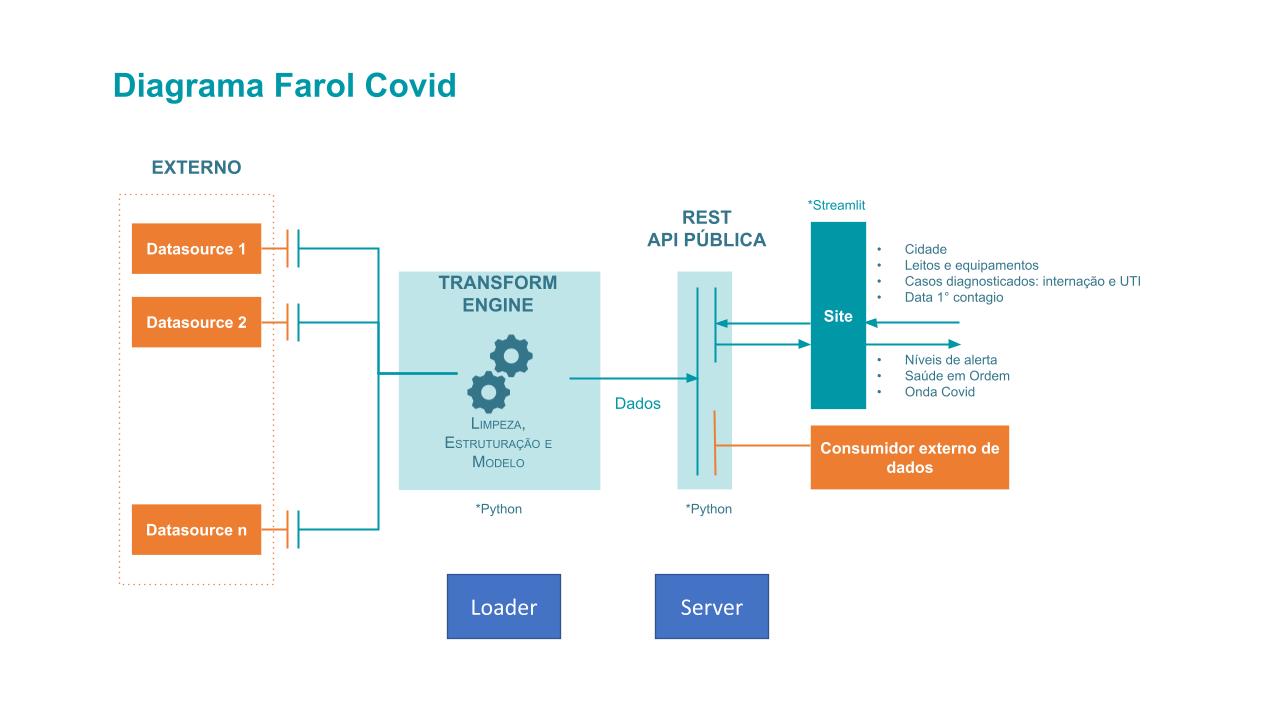 Diagrama Farol Covid
EXTERNO
Datasource 1
Datasource 2
Datasource n
TRANSFORM
ENGINE
Limpeza,
Estruturação e
Modelo
*Python
Dados
REST
API PÚBLICA
*Python
*Streamlit
Site
• Cidade
• Leitos e equipamentos
• Casos diagnosticados: internação e UTI
• Data 1° contagio
• Níveis de alerta
• Saúde em Ordem
• Onda Covid
Consumidor externo de
dados
Loader
Server